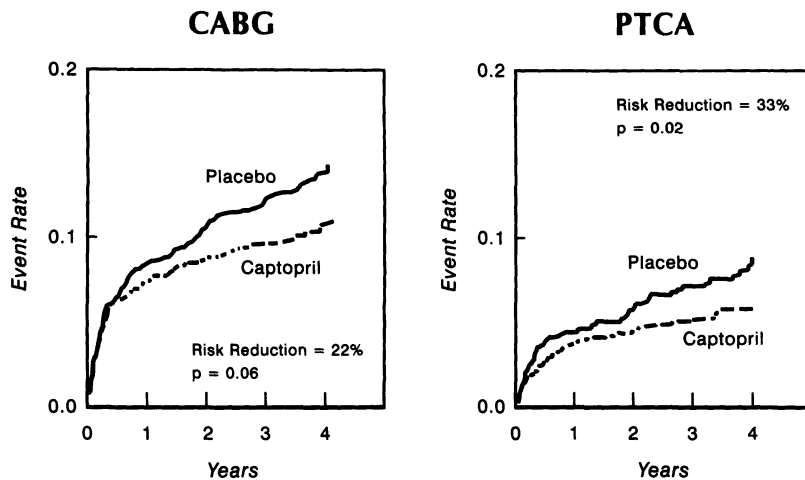 CABG
0.2
Event Rate
0.1
0.0
Placebo
Captopril
Risk Reduction = 22%
p = 0.06
0 1 2 3 4
Years
PTCA
0.2
Event Rate
0.1
0.0
Risk Reduction = 33%
p = 0.02
Placebo
Captopril
0 1 2 3 4
Years